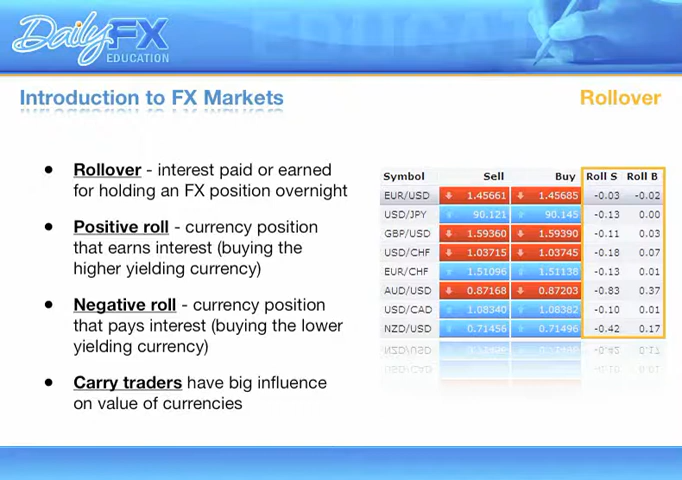 DailyFX
EDUCATION
EDUCAT
Introduction to FX Markets
Rollover
• Rollover - interest paid or earned
for holding an FX position overnight
• Positive roll - currency position
that earns interest (buying the
higher yielding currency)
• Negative roll - currency position
that pays interest (buying the lower
yielding currency)
• Carry traders have big influence
on value of currencies
Symbol Sell Buy Roll S Roll B
EUR/USD 1.45661 1.45685 -0.03 -0.02
USD/JPY 90.121 90.145 -0.13 0.00
GBP/USD 1.59360 1.59390 -0.11 0.03
USD/CHF 1.03715 1.03745 -0.18 0.07
EUR/CHF 1.51096 1.51138 -0.13 0.01
AUD/USD 0.87168 0.87203 -0.83 0.37
USD/CAD 1.08340 1.08382 -0.10 0.01
NZD/USD 0.71456 0.71496 -0.42 0.17